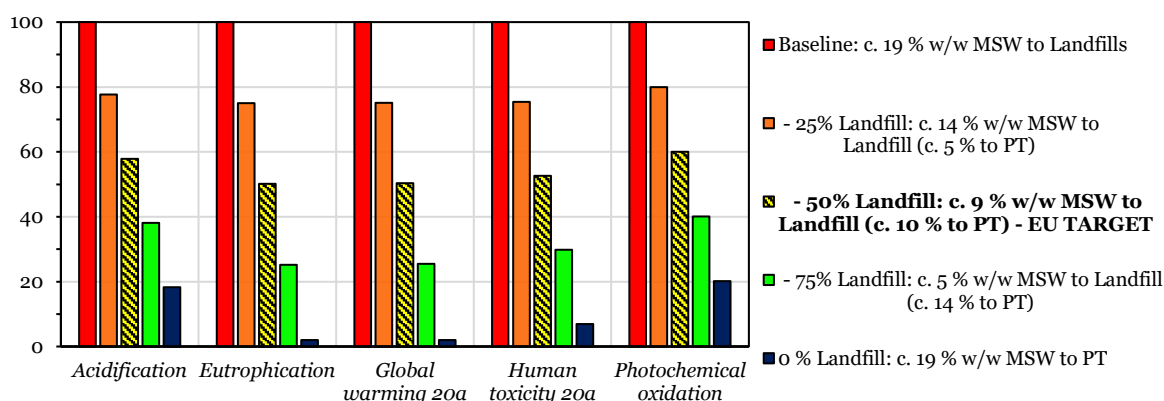 100
80
60
40
20
0
Acidification
Eutrophication
Global
warming 20a
Human
toxicity 20a
Photochemical
oxidation
Baseline: c. 19 % w/w MSW to Landfills
- 25% Landfill: c. 14 % w/w MSW to
Landfill (c. 5 % to PT)
- 50% Landfill: c. 9 % w/w MSW to
Landfill (c. 10 % to PT) - EU TARGET
- 75% Landfill: c. 5 % w/w MSW to Landfill
(c. 14 % to PT)
0 % Landfill: c. 19 % w/w MSW to PT